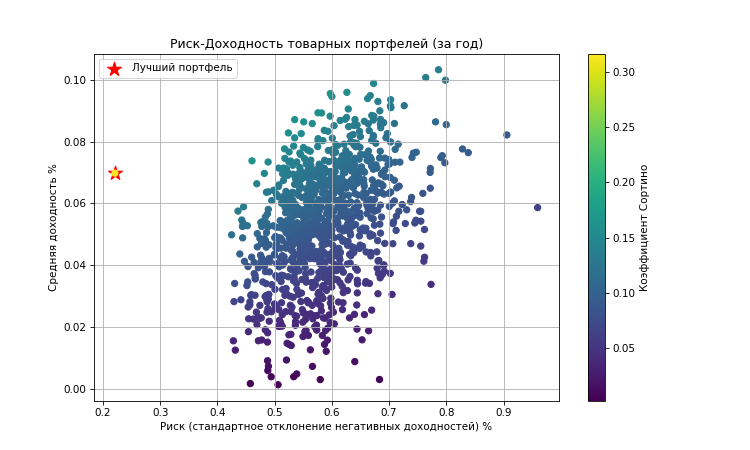 Риск-Доходность товарных портфелей (за год)
Лучший портфель
0.10
0.08
0.06
0.04
0.02
0.00
Средняя доходность %
0.2 0.3 0.4 0.5 0.6 0.7 0.8 0.9
Риск (стандартное отклонение негативных доходностей) %
0.30
0.25
0.20
0.15
0.10
0.05
Коэффициент Сортино